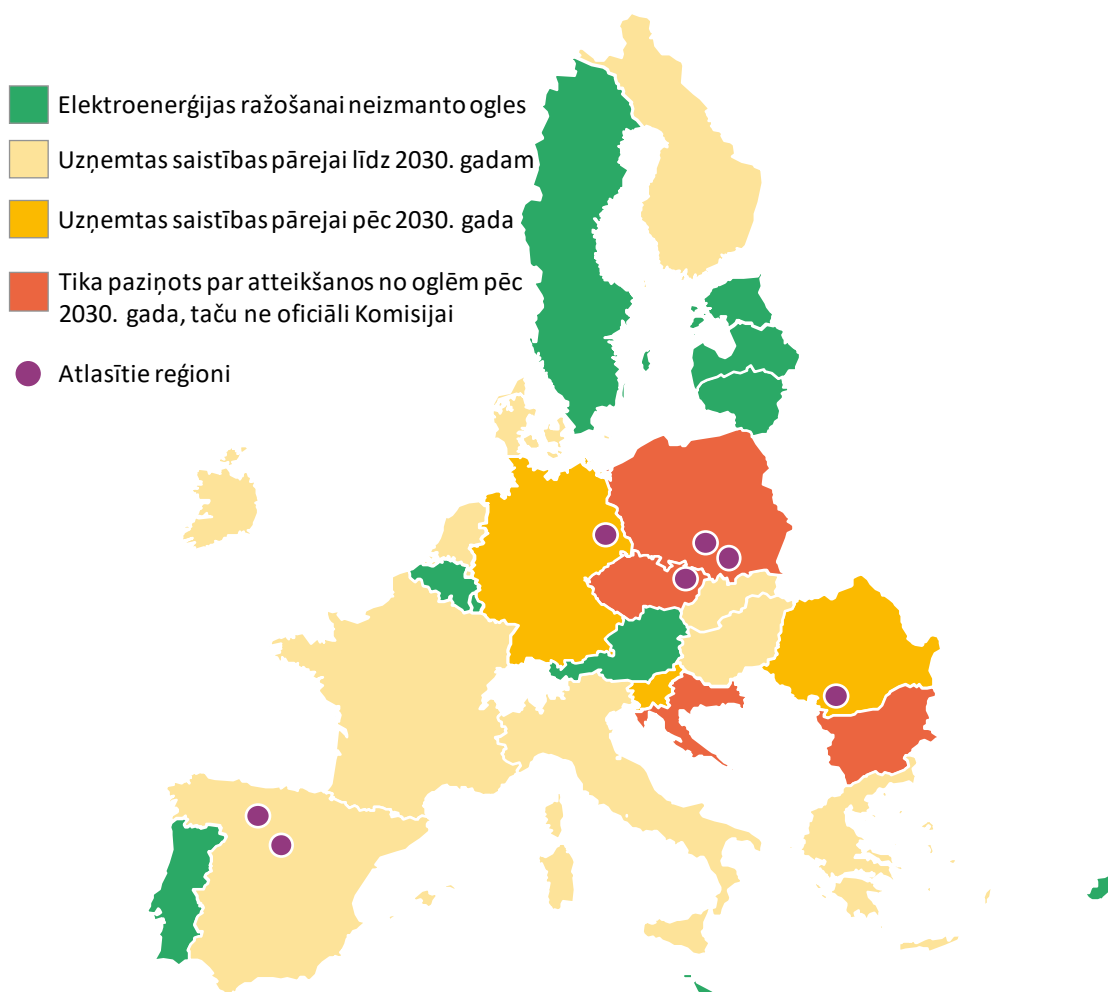 Elektroenerģijas ražošanai neizmanto ogles
Uzņemtas saistības pārejai līdz 2030. gadam
Uzņemtas saistības pārejai pēc 2030. gada
Tika paziņots par atteikšanos no oglēm pēc
2030. gada, taču ne oficiāli Komisijai
Atlasītie reģioni